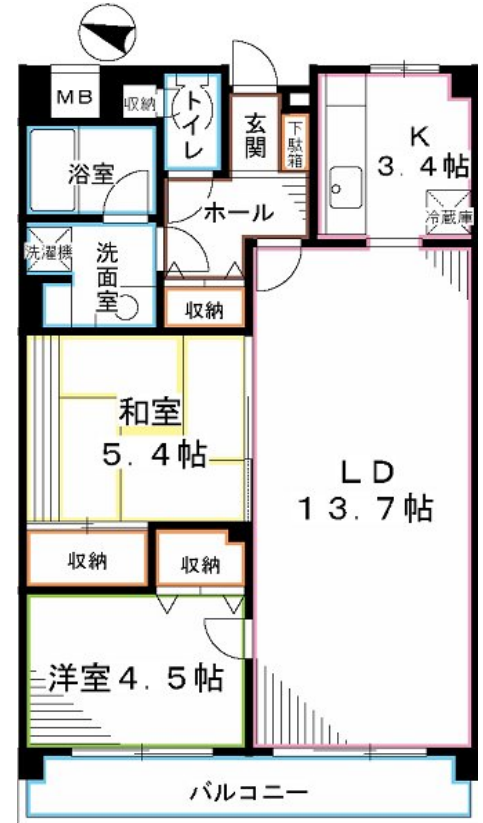 MB
収納
トイレ
玄関
下駄箱
K
3.4帖
冷蔵庫
浴室
ホール
洗濯機
洗面室
収納
和室
5.4帖
LD
13.7帖
収納
収納
洋室4.5帖
バルコニー